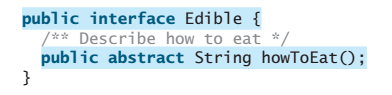 public interface Edible {
  /** Describe how to eat */
  public abstract String howToEat();
}